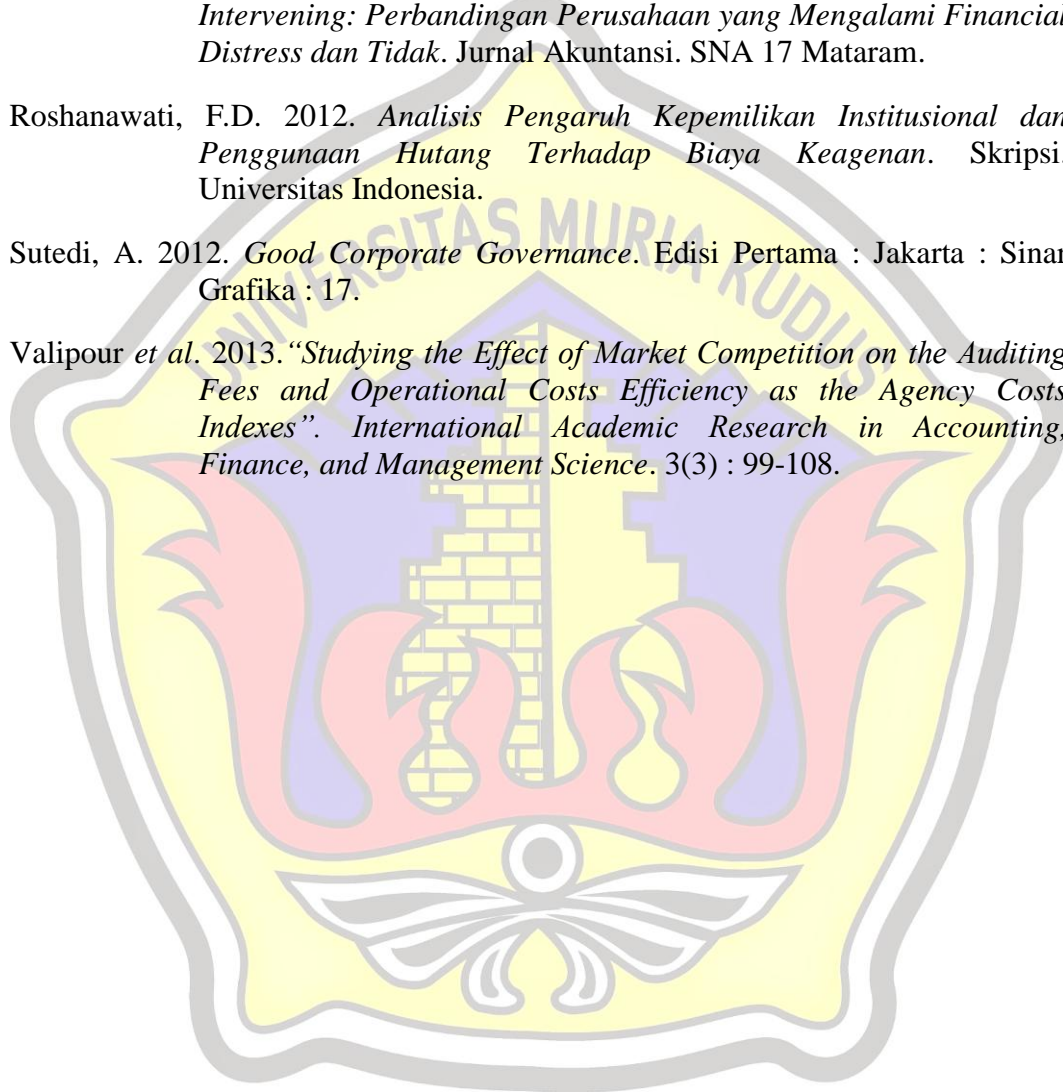 Intervening: Perbandingan Perusahaan yang Mengalami Financial
Distress dan Tidak. Jurnal Akuntansi. SNA 17 Mataram.
Roshanawati, F.D. 2012. Analisis Pengaruh Kepemilikan Institusional dan
Penggunaan Hutang Terhadap Biaya Keagenan. Skripsi.
Universitas Indonesia.
Sutedi, A. 2012. Good Corporate Governance. Edisi Pertama : Jakarta : Sinar
Grafika : 17.
Valipour et al. 2013.“Studying the Effect of Market Competition on the Auditing
Fees and Operational Costs Efficiency as the Agency Costs
Indexes”. International Academic Research in Accounting,
Finance, and Management Science. 3(3) : 99-108.
UNIVERSITAS MURIA KUDUS